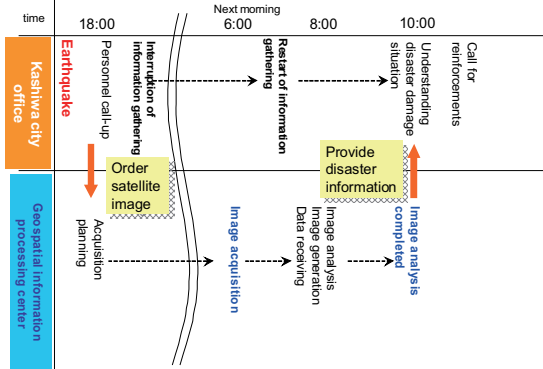 time
18:00
Next morning
6:00
8:00
10:00
Kashiwa city
office
Earthquake
Personnel call-up
Interruption of
information gathering
Restart of information
gathering
Understanding
disaster damage
situation
Call for
reinforcements
Order
satellite
image
Provide
disaster
information
Geospatial information
processing center
Acquisition
planning
Image acquisition
Image analysis
Image generation
Data receiving
Image analysis
completed